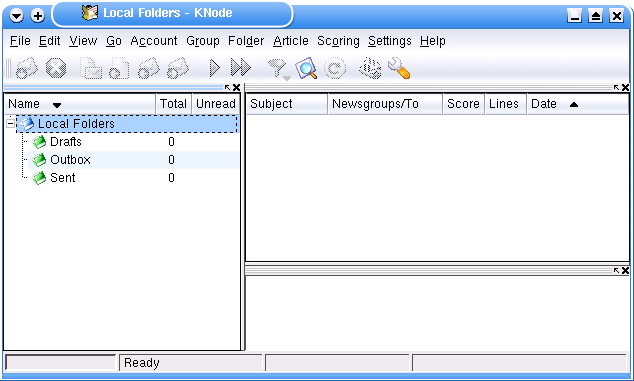 Local Folders - KNode
File Edit View Go Account Group Folder Article Scoring Settings Help
Name Total Unread
Local Folders
Drafts 0
Outbox 0
Sent 0
Subject Newsgroups/To Score Lines Date
Ready